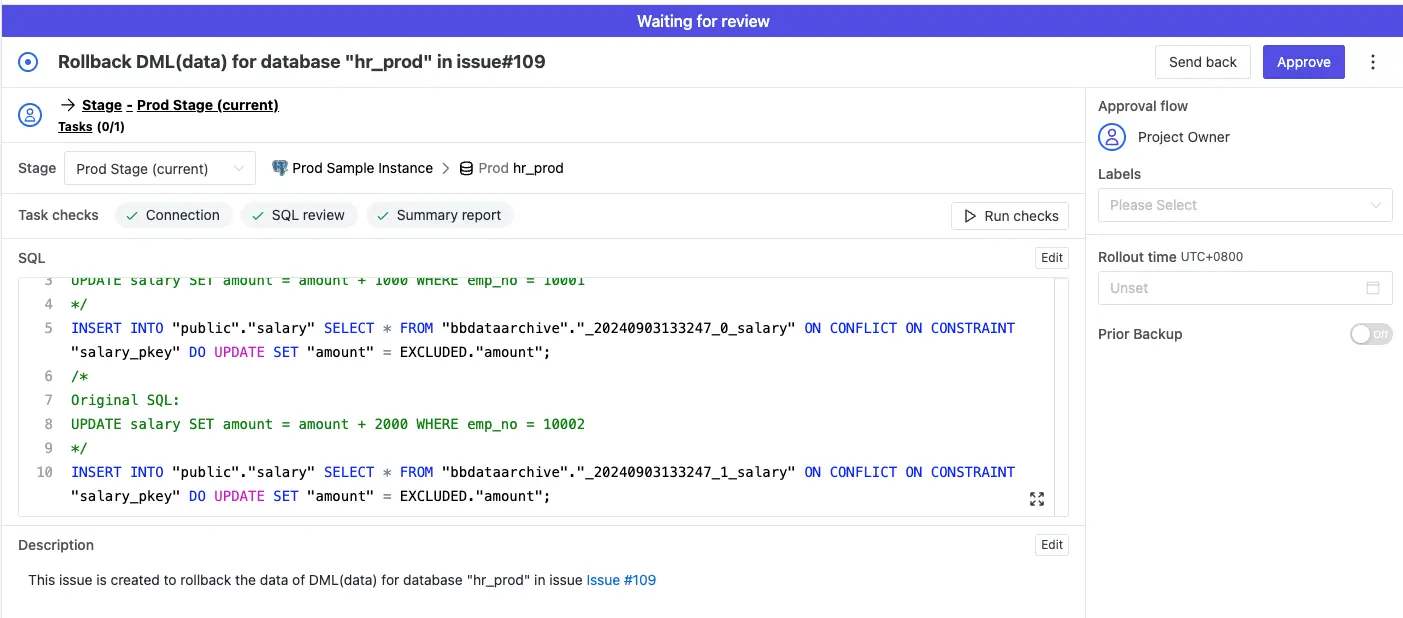 Waiting for review
Rollback DML(data) for database "hr_prod" in issue#109
Send back
Approve
→ Stage - Prod Stage (current)
Tasks (0/1)
Stage
Prod Stage (current)
Prod Sample Instance > Prod hr_prod
Task checks
Connection
SQL review
Summary report
Run checks
SQL
Edit
3 UPDATE salary SET amount = amount + 1000 WHERE emp_no = 10001
4 */
5 INSERT INTO "public"."salary" SELECT * FROM "bbdataarchive"."_20240903133247_0_salary" ON CONFLICT ON CONSTRAINT
"salary_pkey" DO UPDATE SET "amount" = EXCLUDED."amount";
6 /*
7 Original SQL:
8 UPDATE salary SET amount = amount + 2000 WHERE emp_no = 10002
9 */
10 INSERT INTO "public"."salary" SELECT * FROM "bbdataarchive"."_20240903133247_1_salary" ON CONFLICT ON CONSTRAINT
"salary_pkey" DO UPDATE SET "amount" = EXCLUDED."amount";
Description
Edit
This issue is created to rollback the data of DML(data) for database "hr_prod" in issue Issue #109
Approval flow
Project Owner
Labels
Please Select
Rollout time UTC+0800
Unset
Prior Backup
Off